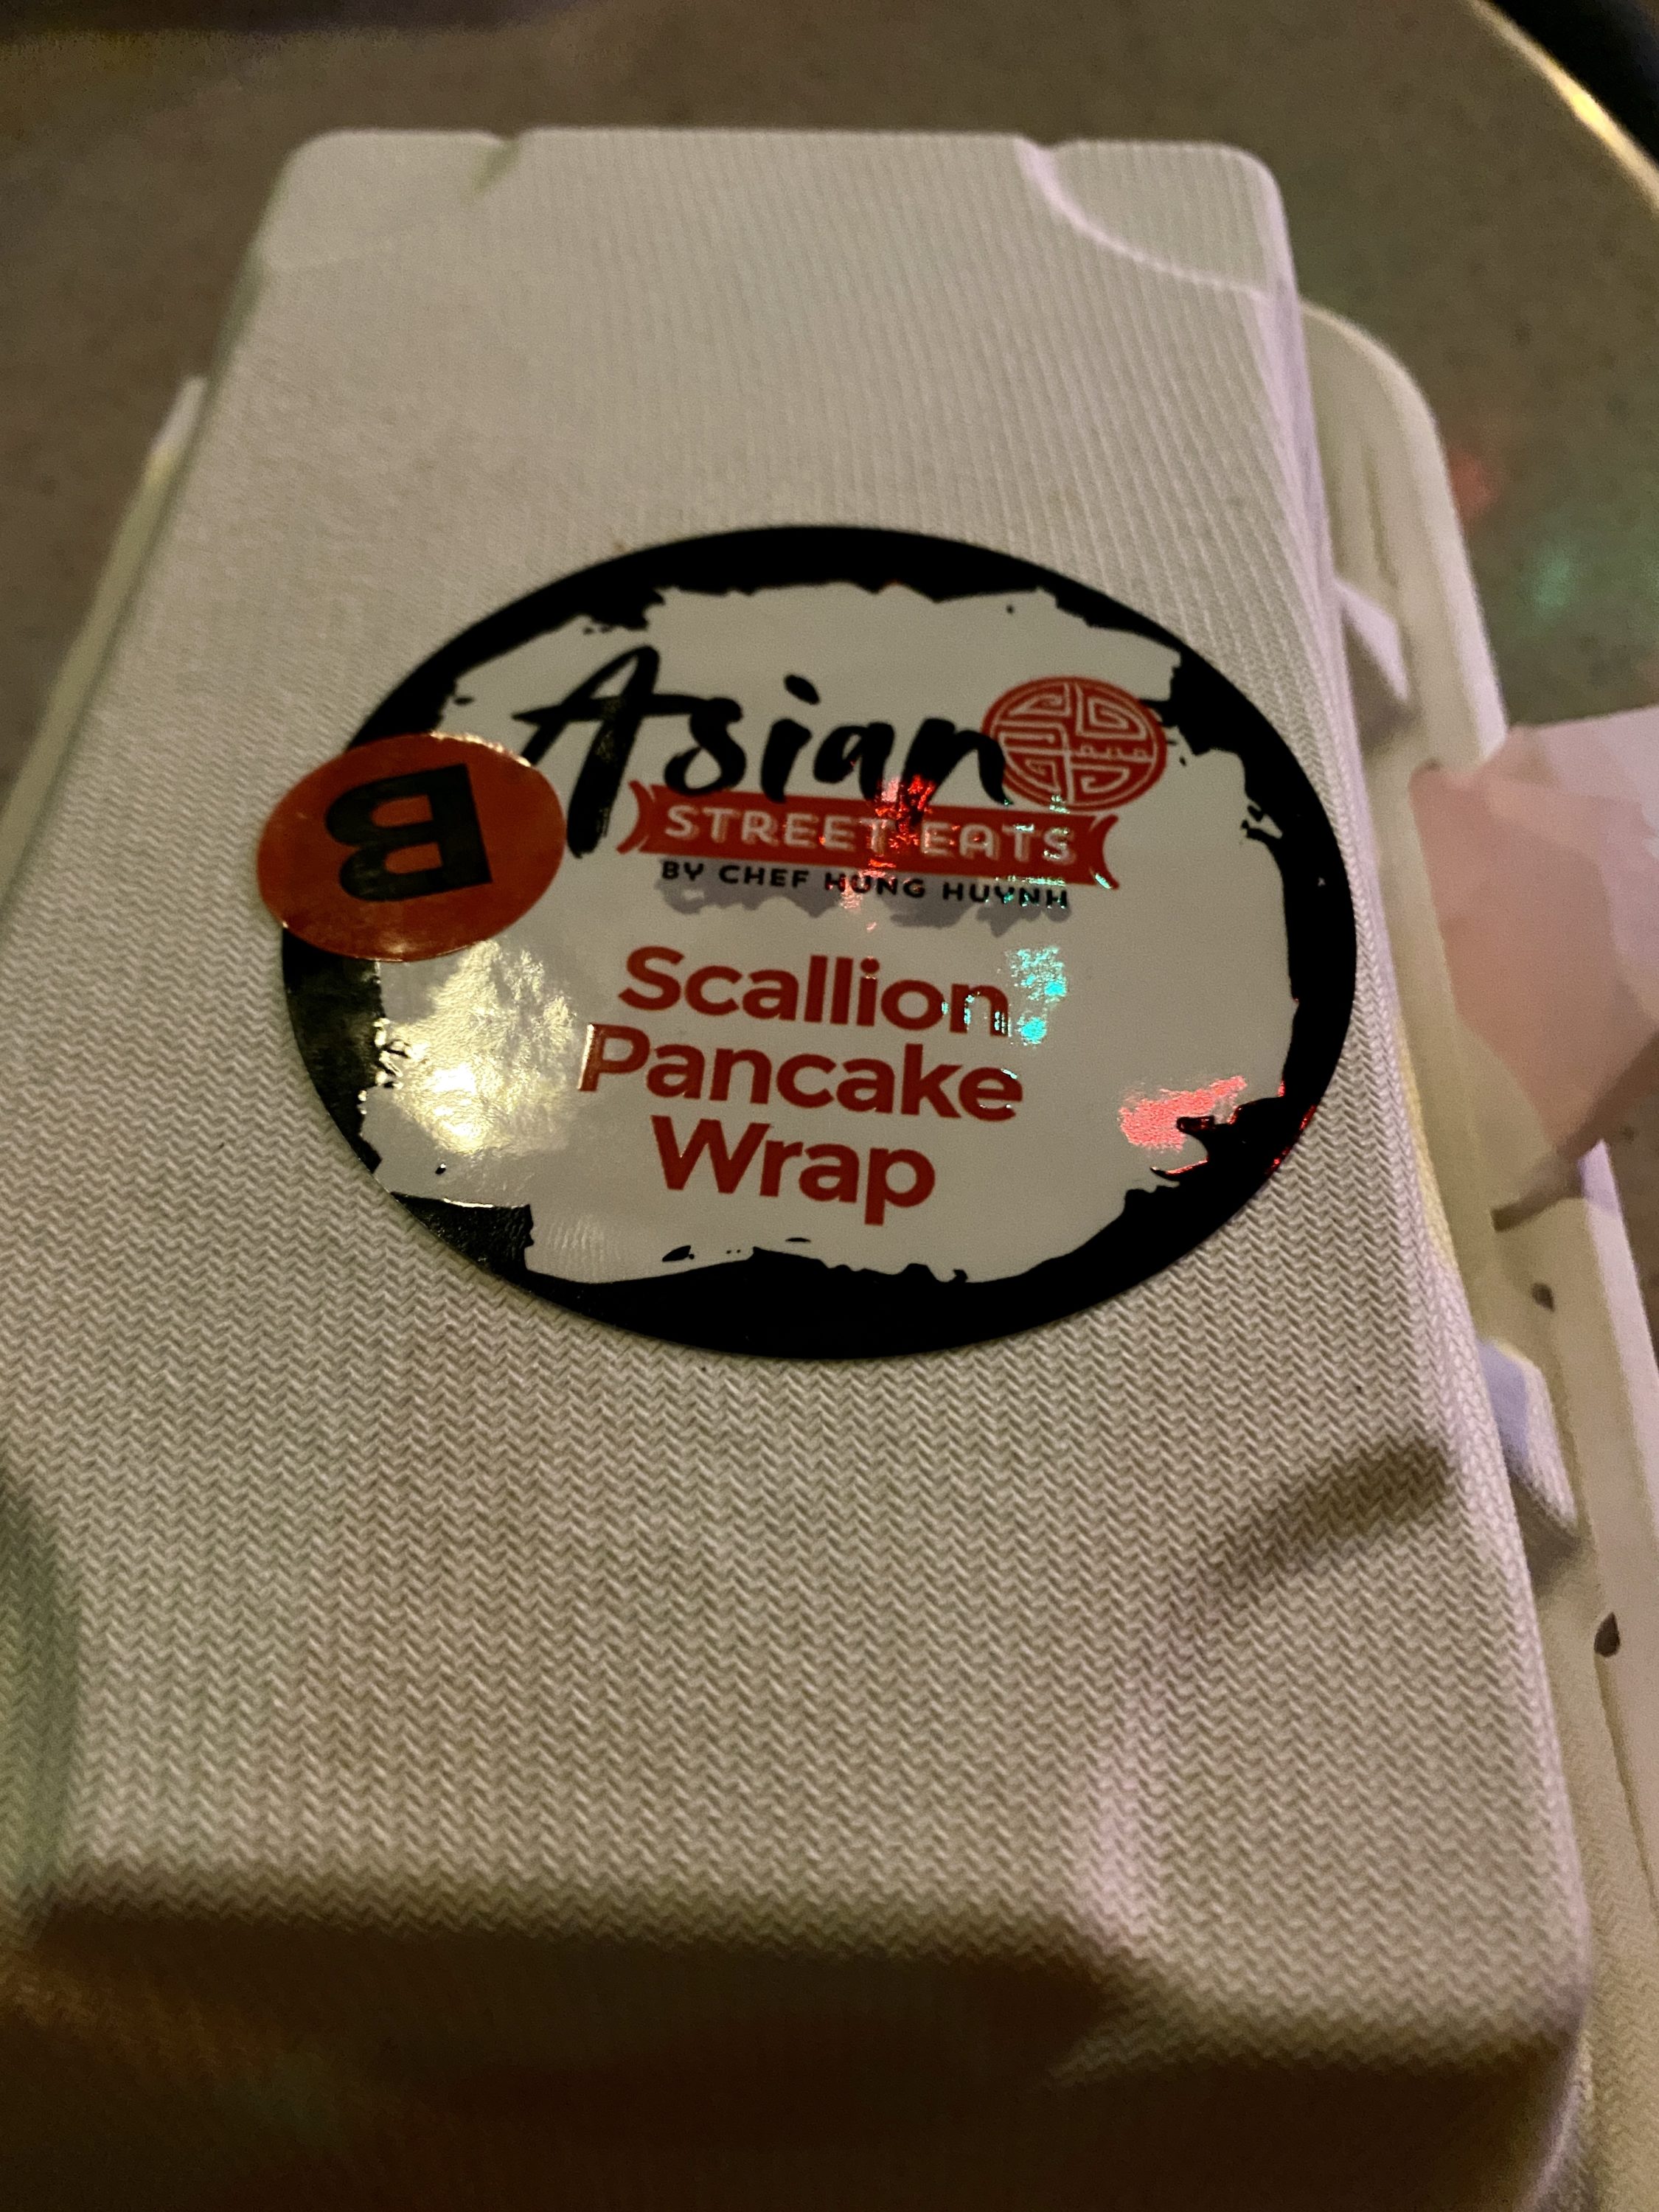 Asian
STREET EATS
BY CHEF HUNG HUYNH
B
Scallion
Pancake
Wrap